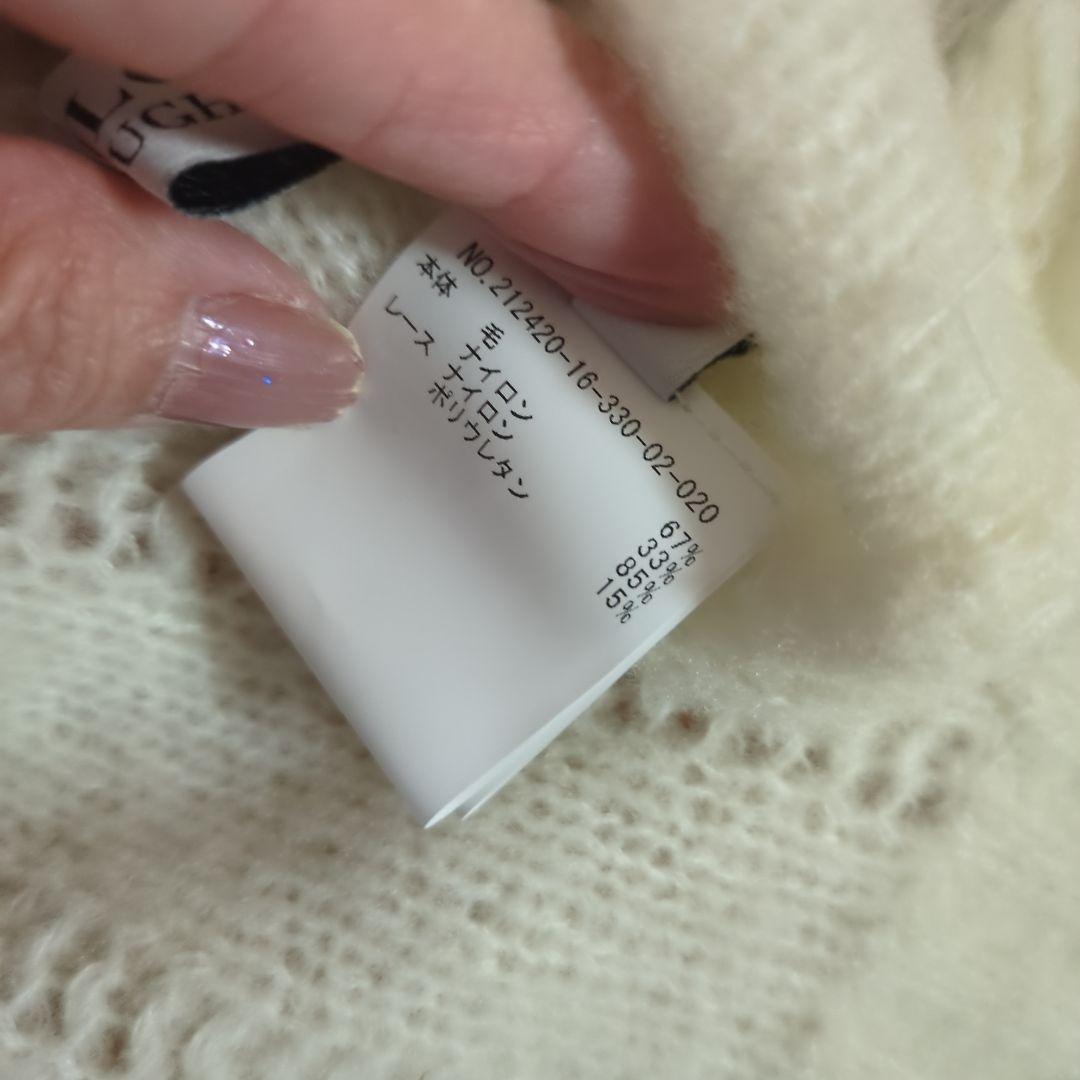 NO.212420-16-330-02-020
本体 毛 67%
ナイロン 33%
レース ナイロン 85%
ポリウレタン 15%